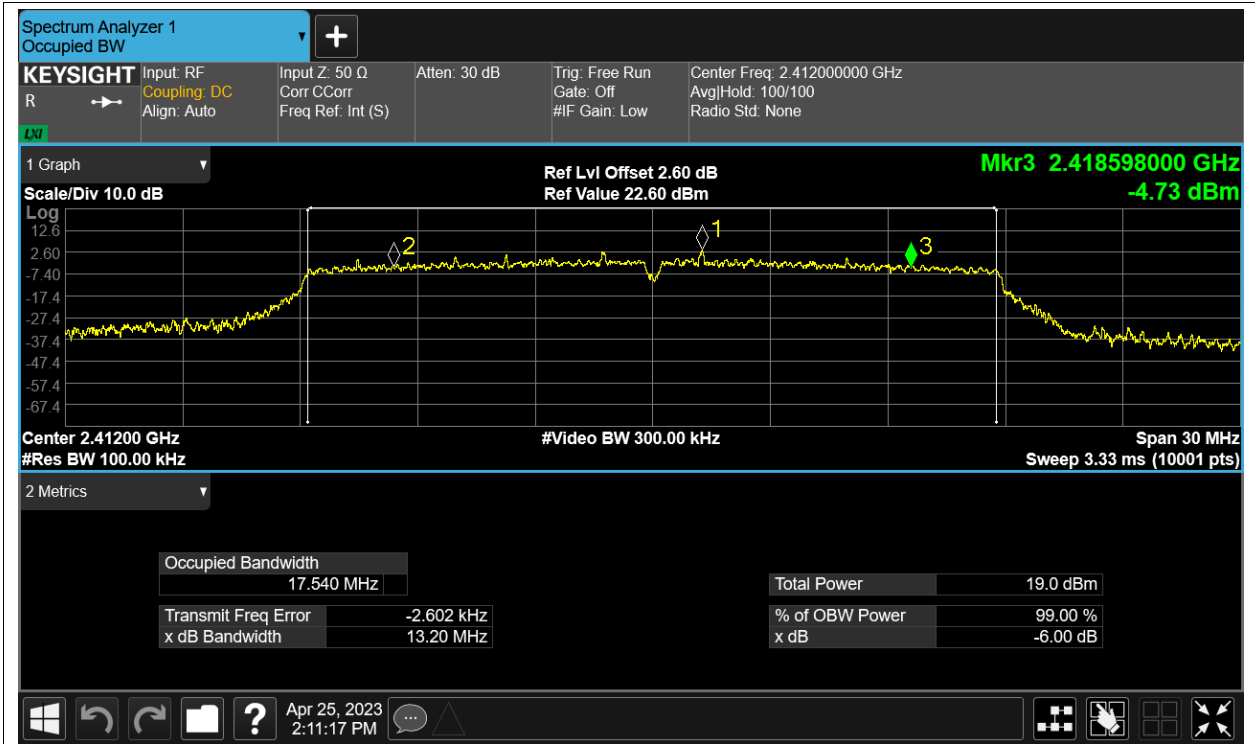 Spectrum Analyzer 1
Occupied BW
KEYSIGHT
R
LXI
Input: RF
Coupling: DC
Align: Auto
Input Z: 50 Ω
Corr CCorr
Freq Ref: Int (S)
Atten: 30 dB
Trig: Free Run
Gate: Off
#IF Gain: Low
Center Freq: 2.412000000 GHz
Avg|Hold: 100/100
Radio Std: None
1 Graph
Scale/Div 10.0 dB
Ref Lvl Offset 2.60 dB
Ref Value 22.60 dBm
Mkr3 2.418598000 GHz
-4.73 dBm
Log
12.6
2.60
-7.40
-17.4
-27.4
-37.4
-47.4
-57.4
-67.4
2
1
3
Center 2.41200 GHz
#Video BW 300.00 kHz
Span 30 MHz
#Res BW 100.00 kHz
Sweep 3.33 ms (10001 pts)
2 Metrics
Occupied Bandwidth
17.540 MHz
Transmit Freq Error -2.602 kHz
x dB Bandwidth 13.20 MHz
Total Power 19.0 dBm
% of OBW Power 99.00 %
x dB -6.00 dB
?
Apr 25, 2023
2:11:17 PM